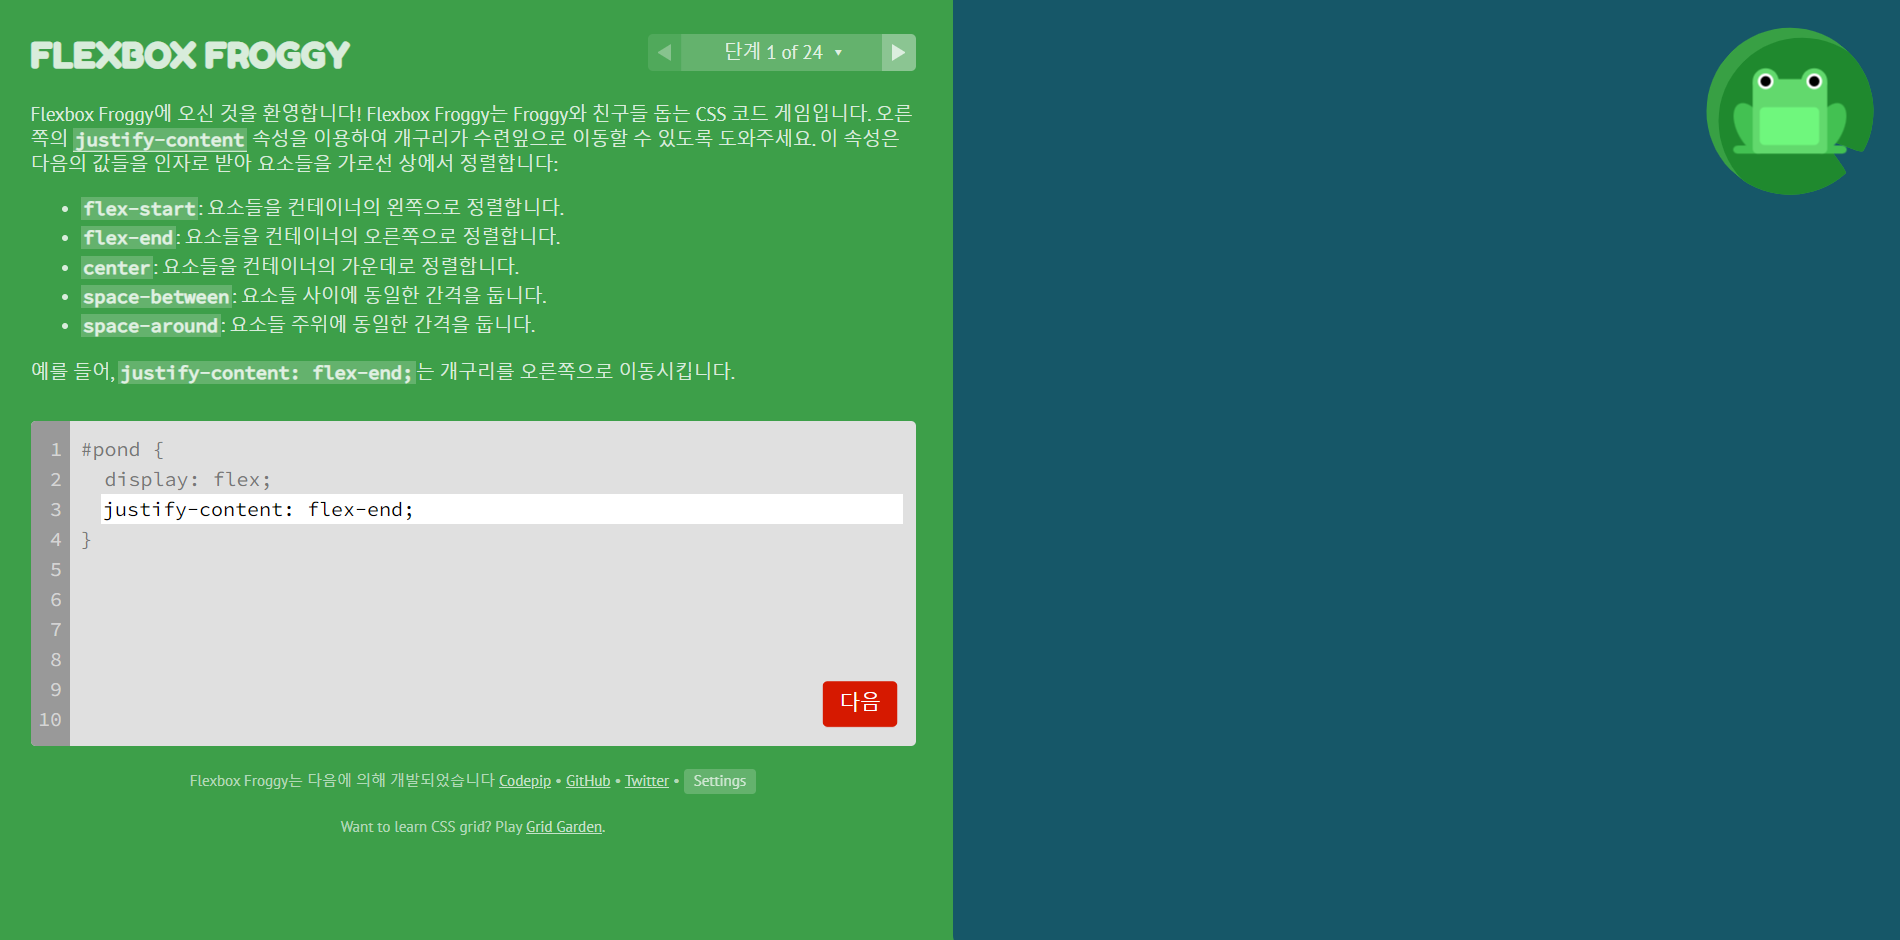 FLEXBOX FROGGY
단계 1 of 24
Flexbox Froggy에 오신 것을 환영합니다! Flexbox Froggy는 Froggy와 친구들 돕는 CSS 코드 게임입니다. 오른
쪽의 justify-content 속성을 이용하여 개구리가 수련잎으로 이동할 수 있도록 도와주세요. 이 속성은
다음의 값들을 인자로 받아 요소들을 가로선 상에서 정렬합니다:
• flex-start: 요소들을 컨테이너의 왼쪽으로 정렬합니다.
• flex-end: 요소들을 컨테이너의 오른쪽으로 정렬합니다.
• center: 요소들을 컨테이너의 가운데로 정렬합니다.
• space-between: 요소들 사이에 동일한 간격을 둡니다.
• space-around: 요소들 주위에 동일한 간격을 둡니다.
예를 들어, justify-content: flex-end;는 개구리를 오른쪽으로 이동시킵니다.
1 #pond {
2 display: flex;
3 justify-content: flex-end;
4 }
5
6
7
8
9
10
다음
Flexbox Froggy는 다음에 의해 개발되었습니다 Codepip • GitHub • Twitter • Settings
Want to learn CSS grid? Play Grid Garden.